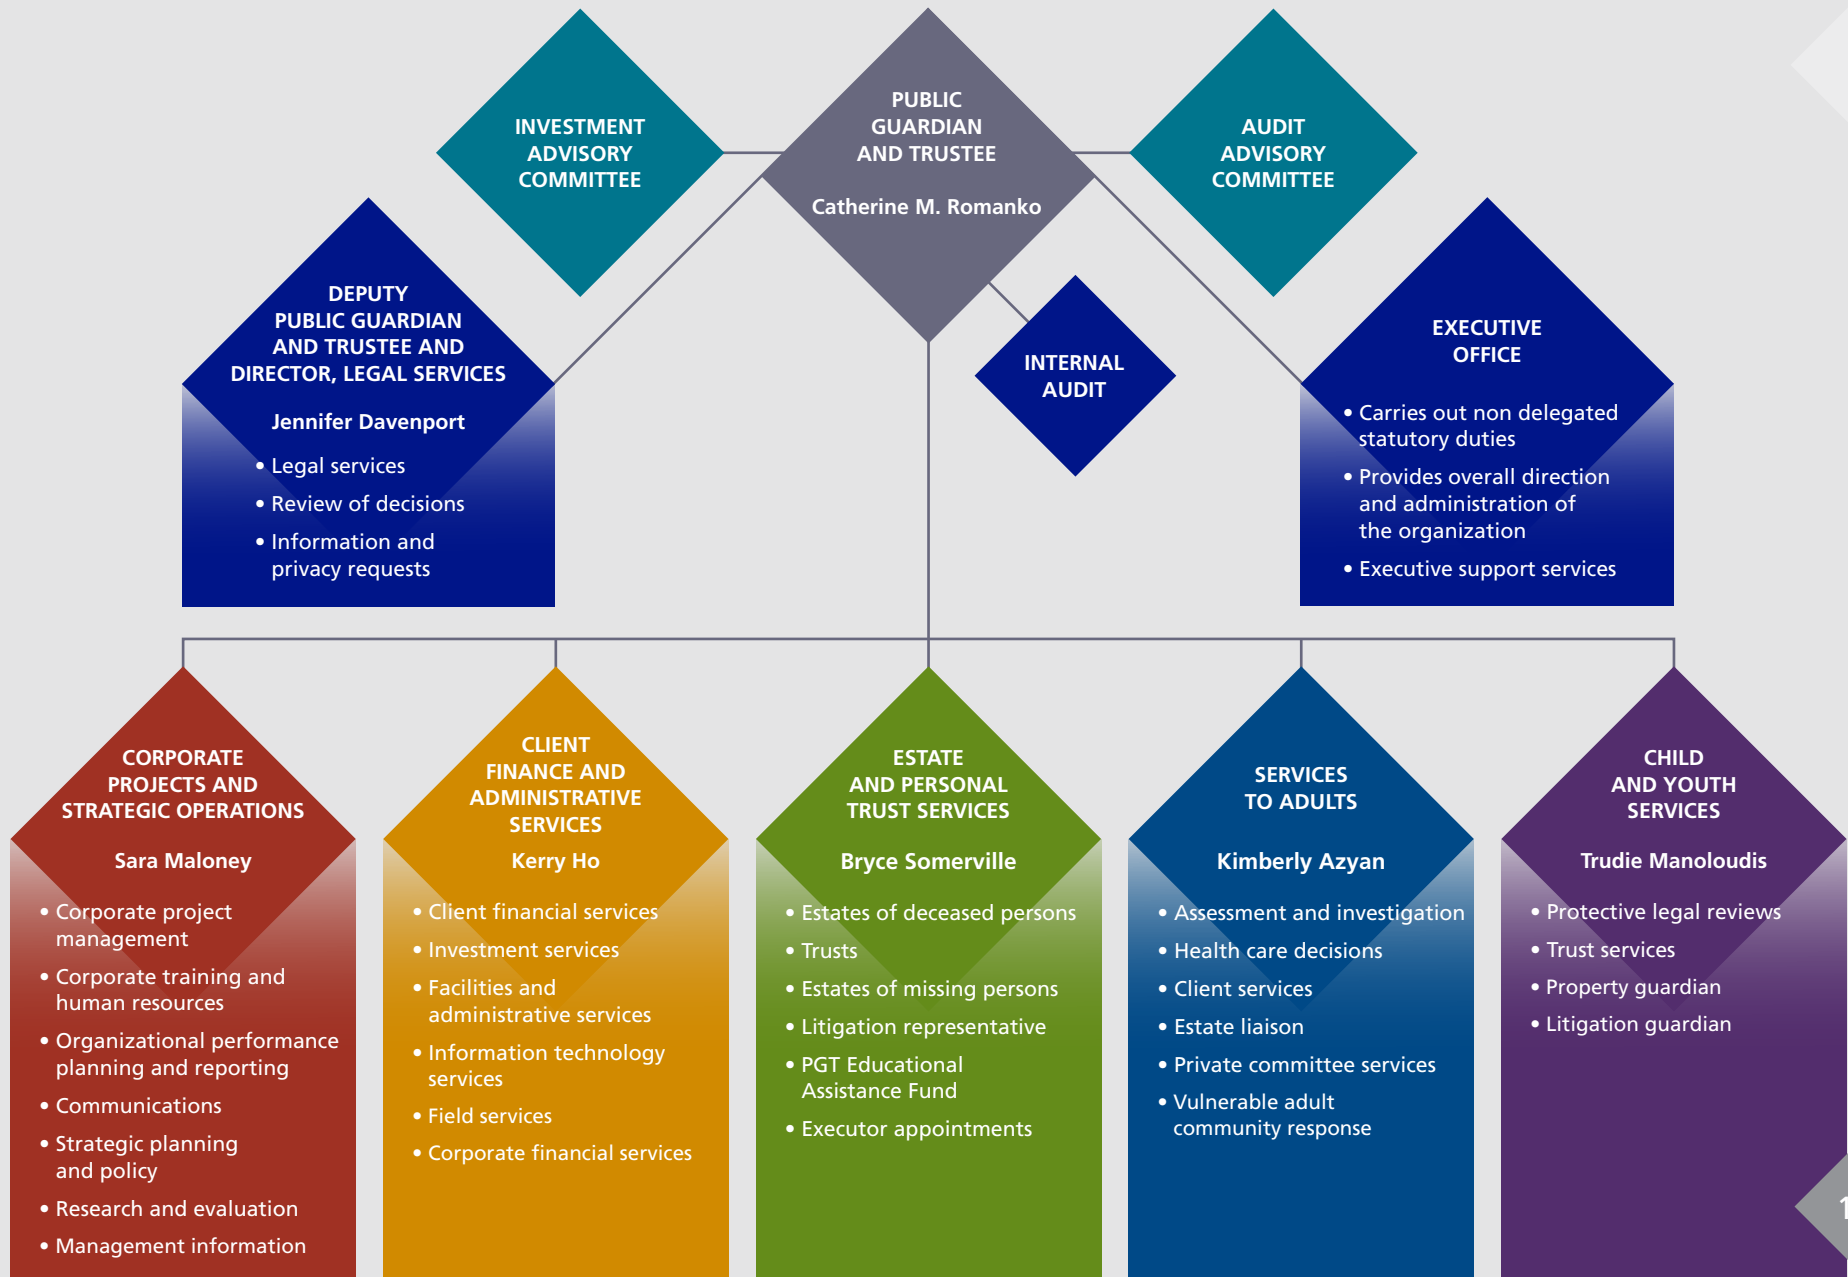 INVESTMENT
ADVISORY
COMMITTEE
PUBLIC
GUARDIAN
AND TRUSTEE
Catherine M. Romanko
AUDIT
ADVISORY
COMMITTEE
DEPUTY
PUBLIC GUARDIAN
AND TRUSTEE AND
DIRECTOR, LEGAL SERVICES
Jennifer Davenport
• Legal services
• Review of decisions
• Information and
privacy requests
INTERNAL
AUDIT
EXECUTIVE
OFFICE
• Carries out non delegated
statutory duties
• Provides overall direction
and administration of
the organization
• Executive support services
CORPORATE
PROJECTS AND
STRATEGIC OPERATIONS
Sara Maloney
• Corporate project
management
• Corporate training and
human resources
• Organizational performance
planning and reporting
• Communications
• Strategic planning
and policy
• Research and evaluation
• Management information
CLIENT
FINANCE AND
ADMINISTRATIVE
SERVICES
Kerry Ho
• Client financial services
• Investment services
• Facilities and
administrative services
• Information technology
services
• Field services
• Corporate financial services
ESTATE
AND PERSONAL
TRUST SERVICES
Bryce Somerville
• Estates of deceased persons
• Trusts
• Estates of missing persons
• Litigation representative
• PGT Educational
Assistance Fund
• Executor appointments
SERVICES
TO ADULTS
Kimberly Azyan
• Assessment and investigation
• Health care decisions
• Client services
• Estate liaison
• Private committee services
• Vulnerable adult
community response
CHILD
AND YOUTH
SERVICES
Trudie Manoloudis
• Protective legal reviews
• Trust services
• Property guardian
• Litigation guardian